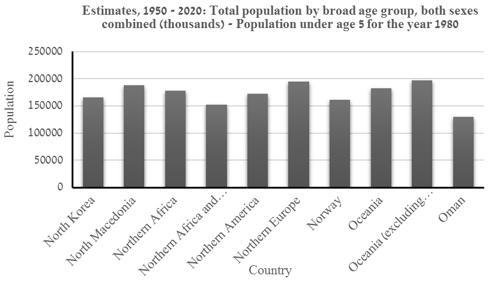 Estimates, 1950 - 2020: Total population by broad age group, both sexes
combined (thousands) - Population under age 5 for the year 1980
Population
250000
200000
150000
100000
50000
0
North Korea
North Macedonia
Northern Africa
Northern Africa and...
Northern America
Northern Europe
Norway
Oceania
Oceania (excluding...
Oman
Country